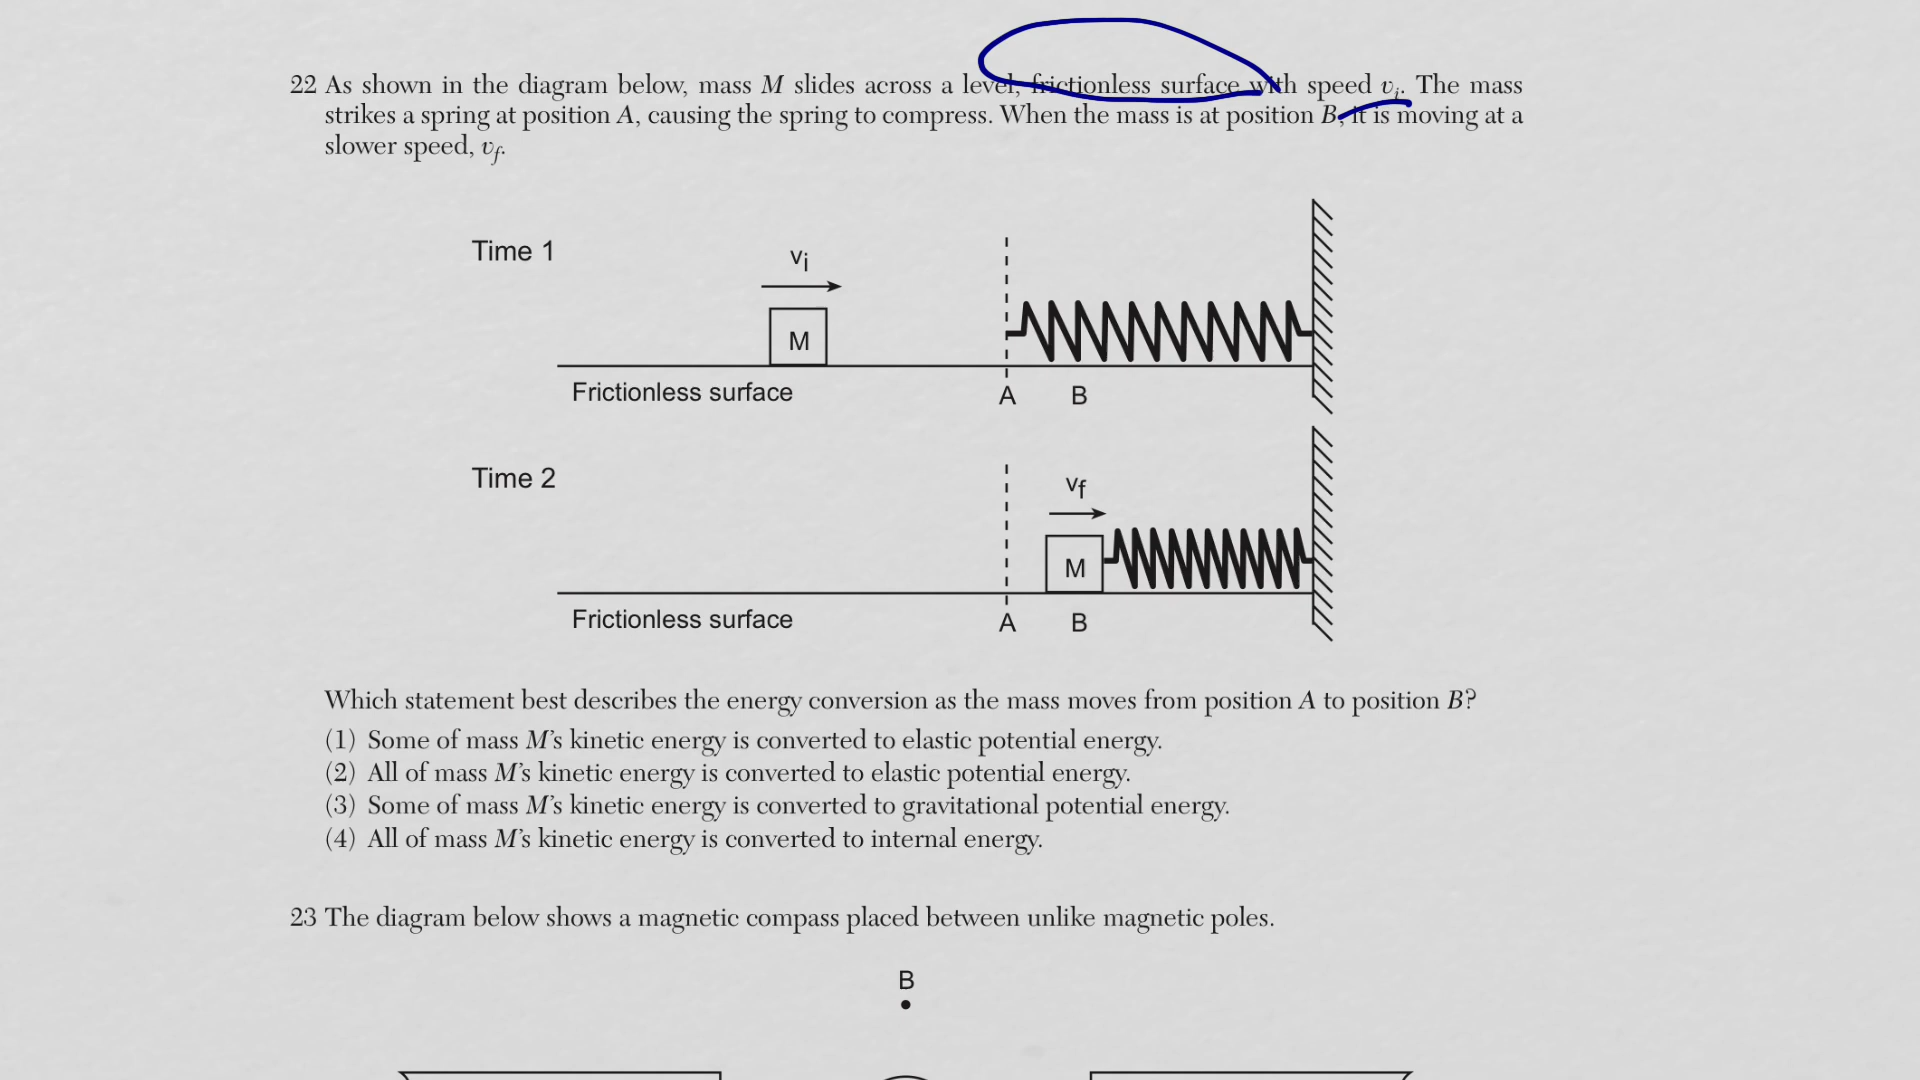 22 As shown in the diagram below, mass M slides across a level, frictionless surface with speed vi. The mass
strikes a spring at position A, causing the spring to compress. When the mass is at position B, it is moving at a
slower speed, vf.
Time 1
vi
M
Frictionless surface
A B
Time 2
vf
M
Frictionless surface
A B
Which statement best describes the energy conversion as the mass moves from position A to position B?
(1) Some of mass M’s kinetic energy is converted to elastic potential energy.
(2) All of mass M’s kinetic energy is converted to elastic potential energy.
(3) Some of mass M’s kinetic energy is converted to gravitational potential energy.
(4) All of mass M’s kinetic energy is converted to internal energy.
23 The diagram below shows a magnetic compass placed between unlike magnetic poles.
B